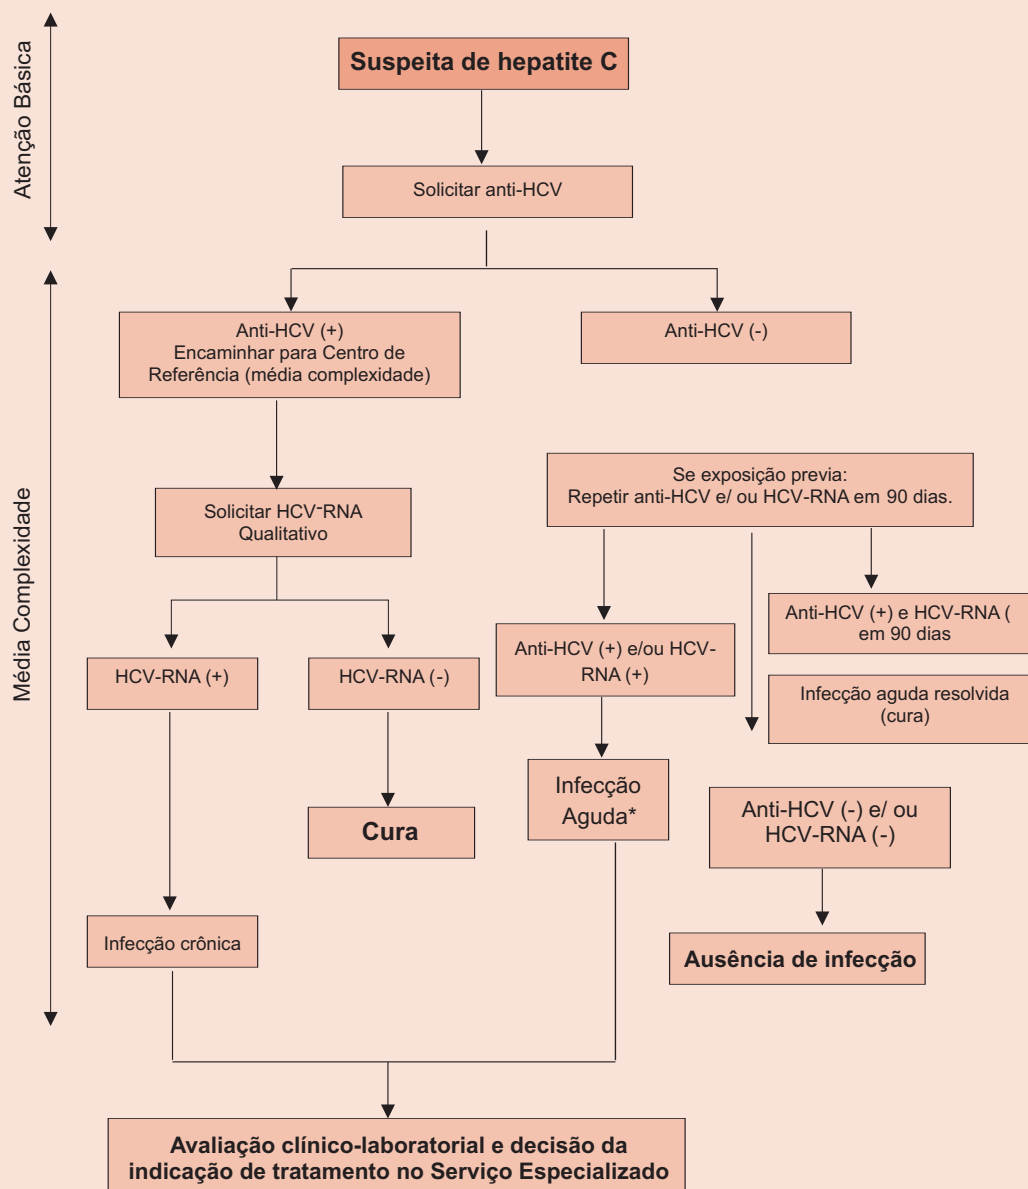 Atenção Básica
Suspeita de hepatite C
Solicitar anti-HCV
Média Complexidade
Anti-HCV (+)
Encaminhar para Centro de
Referência (média complexidade)
Anti-HCV (-)
Solicitar HCV-RNA
Qualitativo
Se exposição previa:
Repetir anti-HCV e/ ou HCV-RNA em 90 dias.
HCV-RNA (+)
HCV-RNA (-)
Anti-HCV (+) e/ou HCV-
RNA (+)
Anti-HCV (+) e HCV-RNA (
em 90 dias
Infecção aguda resolvida
(cura)
Cura
Infecção
Aguda*
Anti-HCV (-) e/ ou
HCV-RNA (-)
Infecção crônica
Ausência de infecção
Avaliação clínico-laboratorial e decisão da
indicação de tratamento no Serviço Especializado